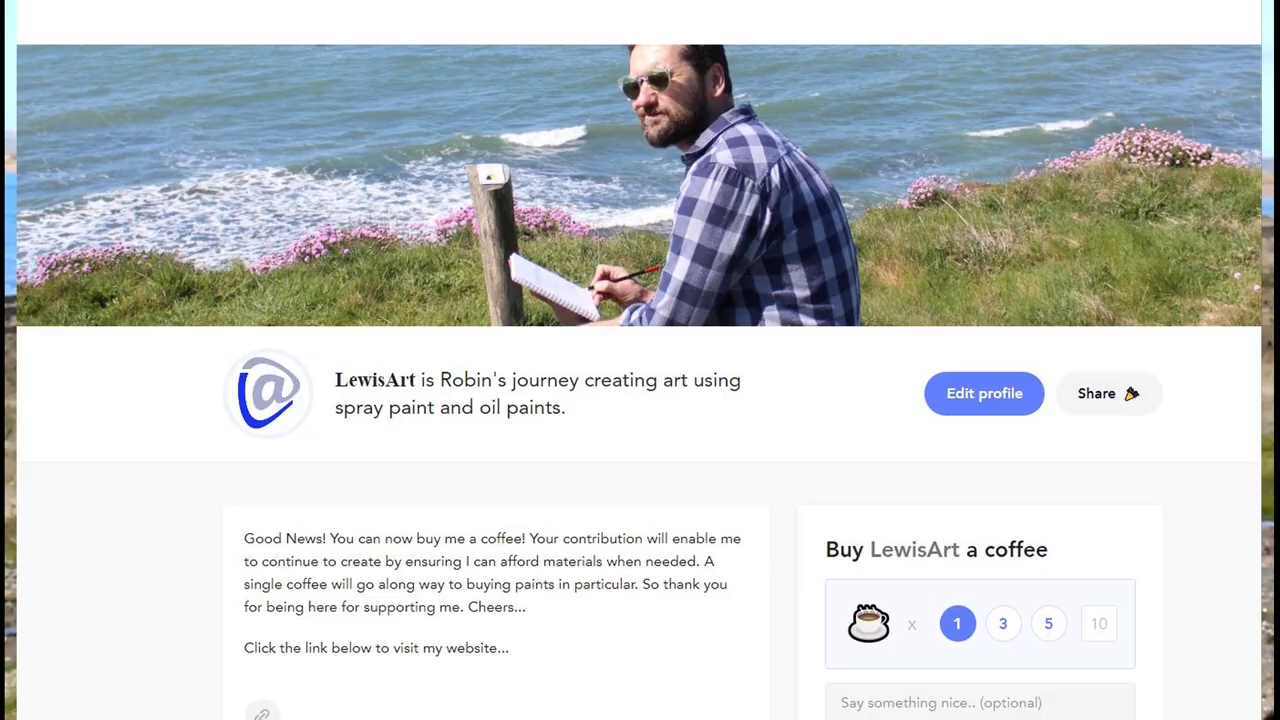 LewisArt is Robin's journey creating art using
spray paint and oil paints.
Edit profile
Share
Good News! You can now buy me a coffee! Your contribution will enable me
to continue to create by ensuring I can afford materials when needed. A
single coffee will go along way to buying paints in particular. So thank you
for being here for supporting me. Cheers...
Click the link below to visit my website...
Buy LewisArt a coffee
x 1 3 5 10
Say something nice.. (optional)